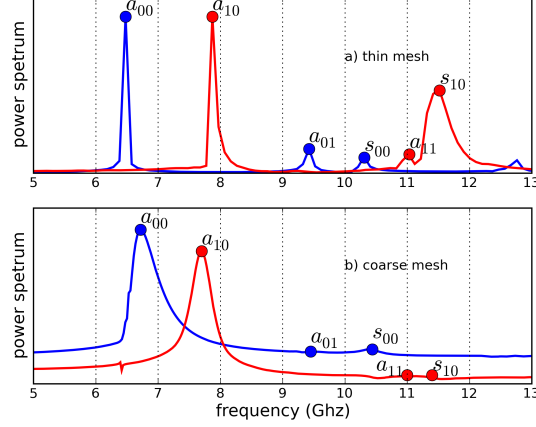 a00
a10
power spetrum
a) thin mesh
s10
a01
s00
a11
5 6 7 8 9 10 11 12 13
a00
a10
power spetrum
b) coarse mesh
a01
s00
a11
s10
5 6 7 8 9 10 11 12 13
frequency (Ghz)